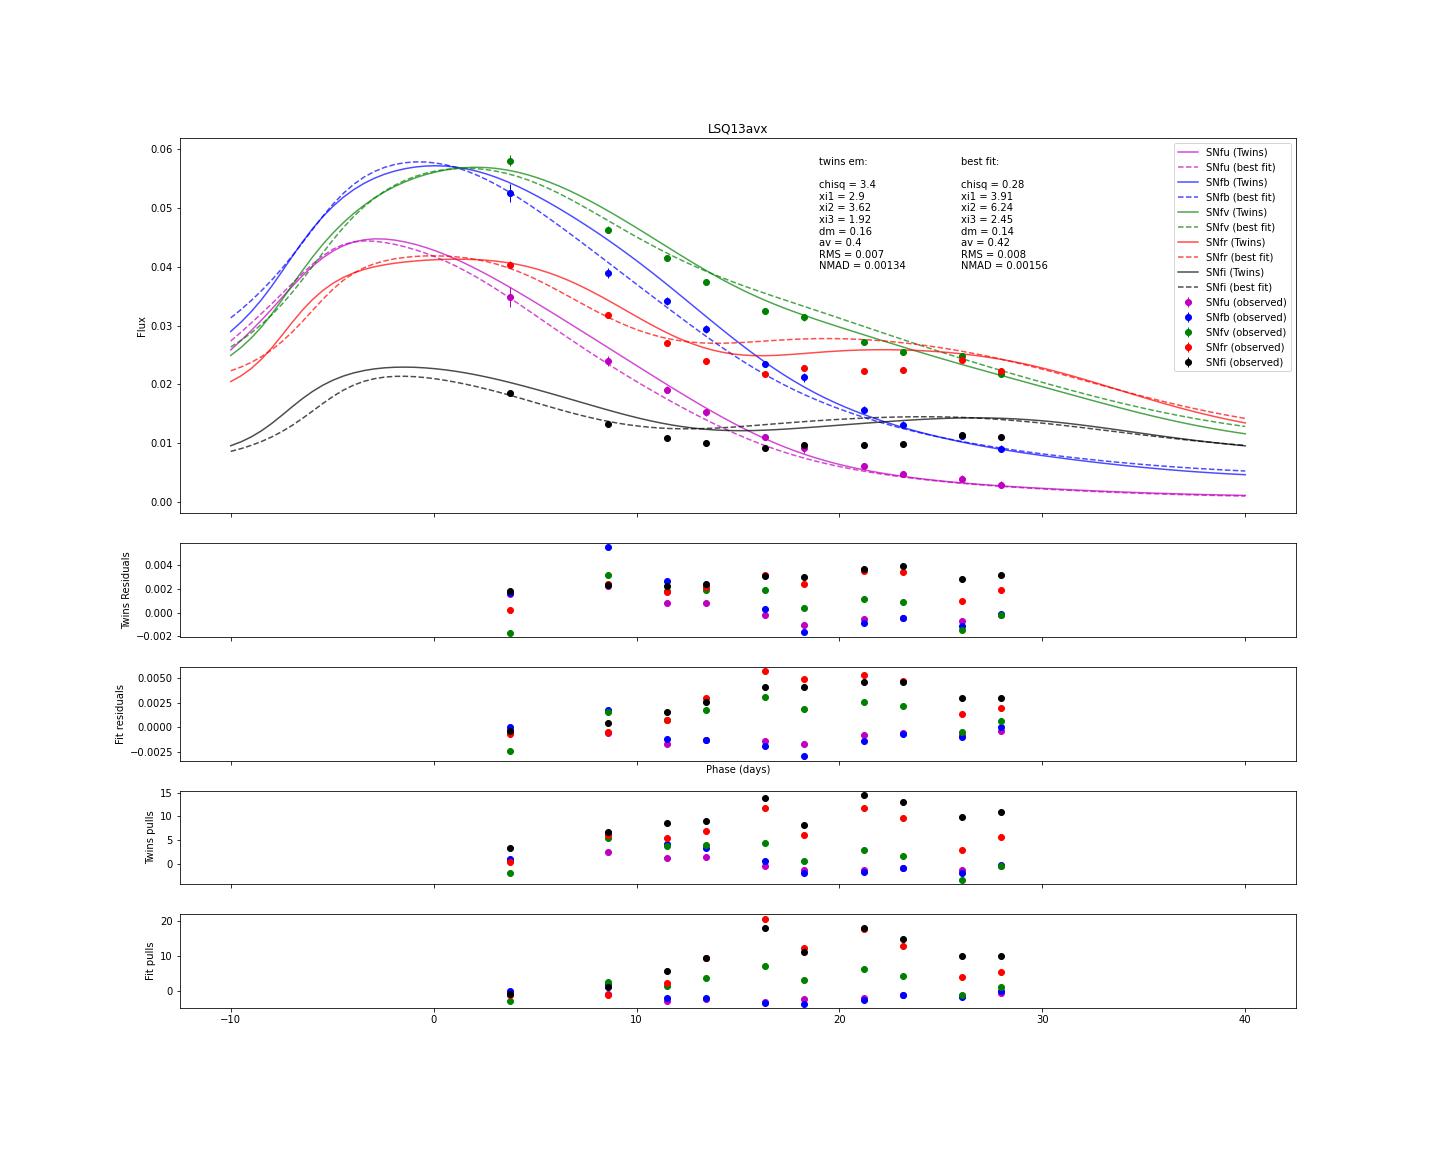 LSQ13avx
0.06
0.05
0.04
0.03
0.02
0.01
0.00
Flux
twins em:
chisq = 3.4
xi1 = 2.9
xi2 = 3.62
xi3 = 1.92
dm = 0.16
av = 0.4
RMS = 0.007
NMAD = 0.00134
best fit:
chisq = 0.28
xi1 = 3.91
xi2 = 6.24
xi3 = 2.45
dm = 0.14
av = 0.42
RMS = 0.008
NMAD = 0.00156
SNfu (Twins)
SNfu (best fit)
SNfb (Twins)
SNfb (best fit)
SNfv (Twins)
SNfv (best fit)
SNfr (Twins)
SNfr (best fit)
SNfi (Twins)
SNfi (best fit)
SNfu (observed)
SNfb (observed)
SNfv (observed)
SNfr (observed)
SNfi (observed)
0.004
0.002
0.000
−0.002
Twins Residuals
0.0050
0.0025
0.0000
−0.0025
Fit residuals
Phase (days)
15
10
5
0
Twins pulls
20
10
0
Fit pulls
−10
0
10
20
30
40